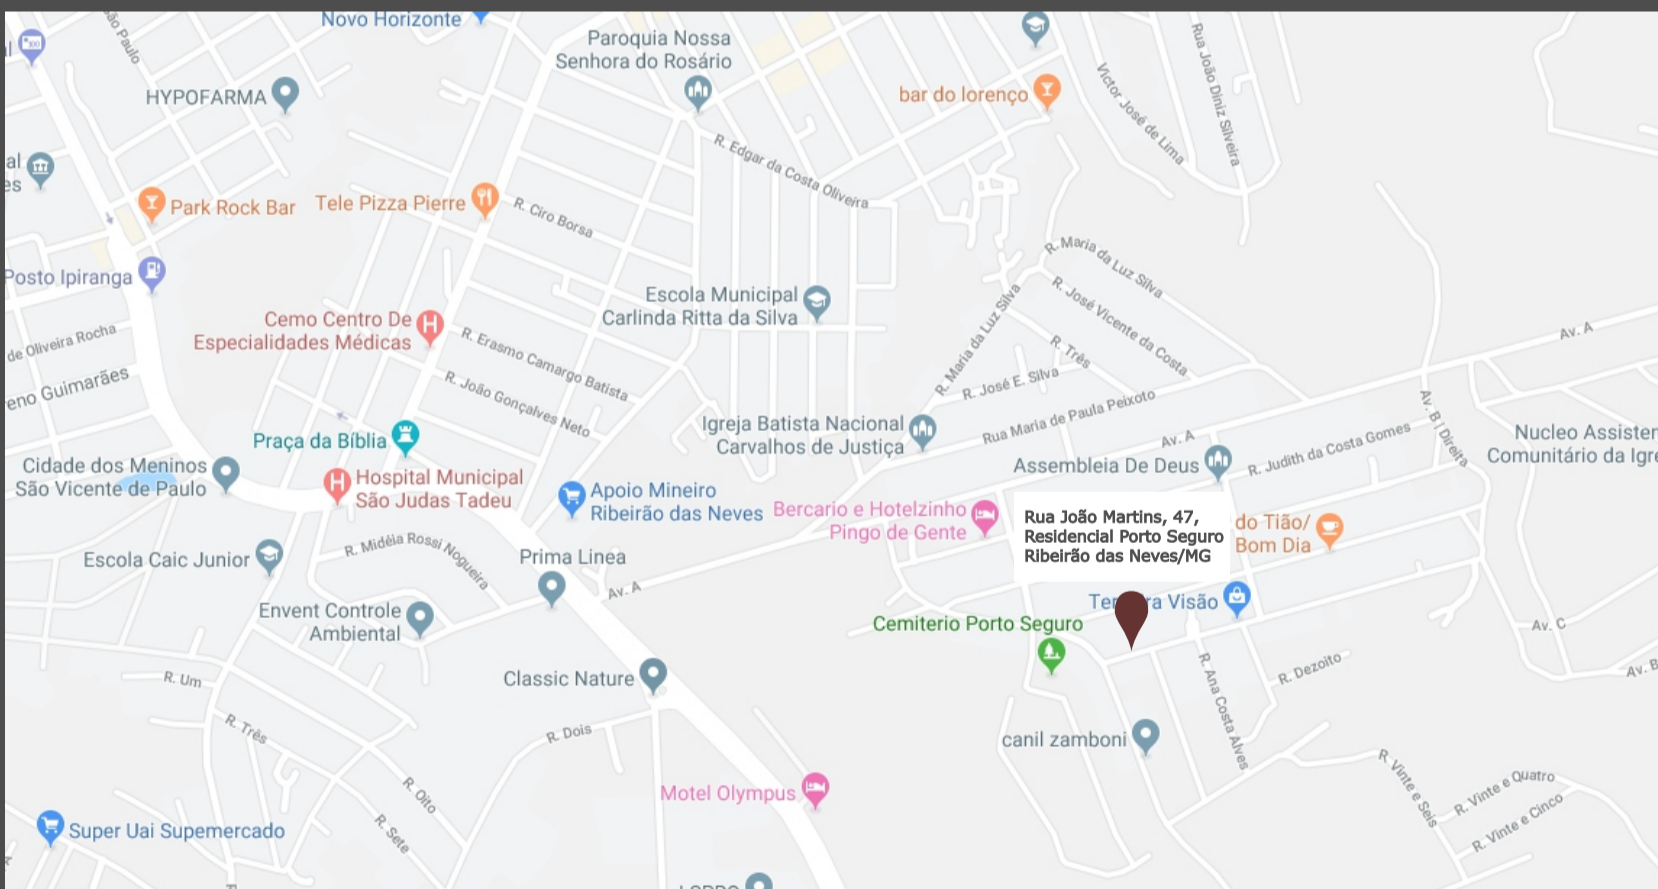 Novo Horizonte
São Paulo
Paroquia Nossa
Senhora do Rosário
HYPOFARMA
bar do lorenço
Victor José de Lima
Rua João Diniz Silveira
R. Edgar da Costa Oliveira
Park Rock Bar
Tele Pizza Pierre
R. Ciro Borsa
Posto Ipiranga
R. Maria da Luz Silva
R. José Vicente da Costa
Escola Municipal
Carlinda Ritta da Silva
Cemo Centro De
Especialidades Médicas
R. Erasmo Camargo Batista
R. João Gonçalves Neto
de Oliveira Rocha
eno Guimarães
R. Maria da Luz Silva
R. Três
R. José E. Silva
Rua Maria de Paula Peixoto
Av. A
Av. A
Av. B | Direita
R. Judith da Costa Gomes
Igreja Batista Nacional
Carvalhos de Justiça
Assembleia De Deus
Nucleo Assister
Comunitário da Igre
Praça da Bíblia
Cidade dos Meninos
São Vicente de Paulo
Hospital Municipal
São Judas Tadeu
Apoio Mineiro
Ribeirão das Neves
Bercario e Hotelzinho
Pingo de Gente
Rua João Martins, 47,
Residencial Porto Seguro
Ribeirão das Neves/MG
do Tião/
Bom Dia
Escola Caic Junior
R. Midéia Rossi Nogueira
Prima Linea
Av. A
Envent Controle
Ambiental
Cemiterio Porto Seguro
Ter ra Visão
Av. C
Av. B
Classic Nature
R. Um
R. Três
R. Dois
R. Ana Costa Alves
R. Dezoito
canil zamboni
Motel Olympus
R. Oito
R. Sete
R. Vinte e Seis
R. Vinte e Quatro
R. Vinte e Cinco
Super Uai Supemercado